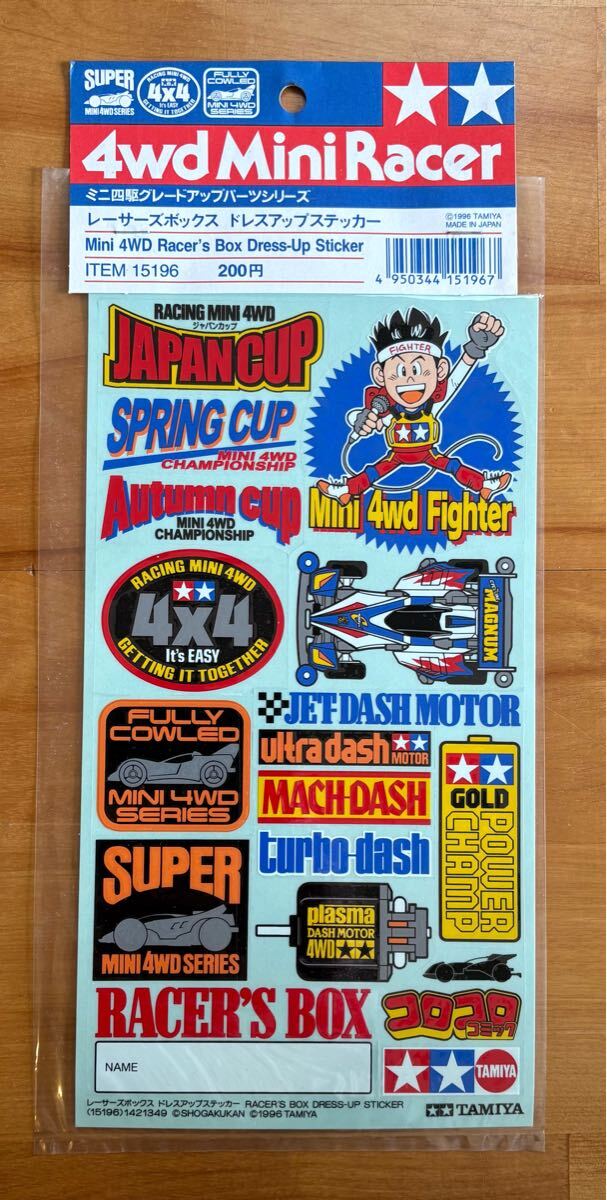 SUPER
MINI 4WD SERIES
RACING MINI 4WD
4x4
It's EASY
GETTING IT TOGETHER
FULLY
COWLED
MINI 4WD
SERIES
4wd Mini Racer
ミニ四駆グレードアップパーツシリーズ
レーサーズボックス ドレスアップステッカー
©1996 TAMIYA
MADE IN JAPAN
Mini 4WD Racer's Box Dress-Up Sticker
ITEM 15196 200円
4 950344 151967
RACING MINI 4WD
ジャパンカップ
JAPAN CUP
FIGHTER
SPRING CUP
MINI 4WD
CHAMPIONSHIP
Autumn cup
MINI 4WD
CHAMPIONSHIP
Mini 4wd Fighter
RACING MINI 4WD
4x4
It's EASY
GETTING IT TOGETHER
MAGNUM
JET-DASH MOTOR
FULLY
COWLED
MINI 4WD
SERIES
ultra dash
MOTOR
MACH-DASH
turbo-dash
GOLD
POWER
CHAMP
SUPER
MINI 4WD SERIES
plasma
DASH MOTOR
4WD
RACER'S BOX
コロコロ
コミック
NAME
TAMIYA
レーサーズボックス ドレスアップステッカー RACER'S BOX DRESS-UP STICKER
(15196) 1421349 ©SHOGAKUKAN ©1996 TAMIYA
TAMIYA